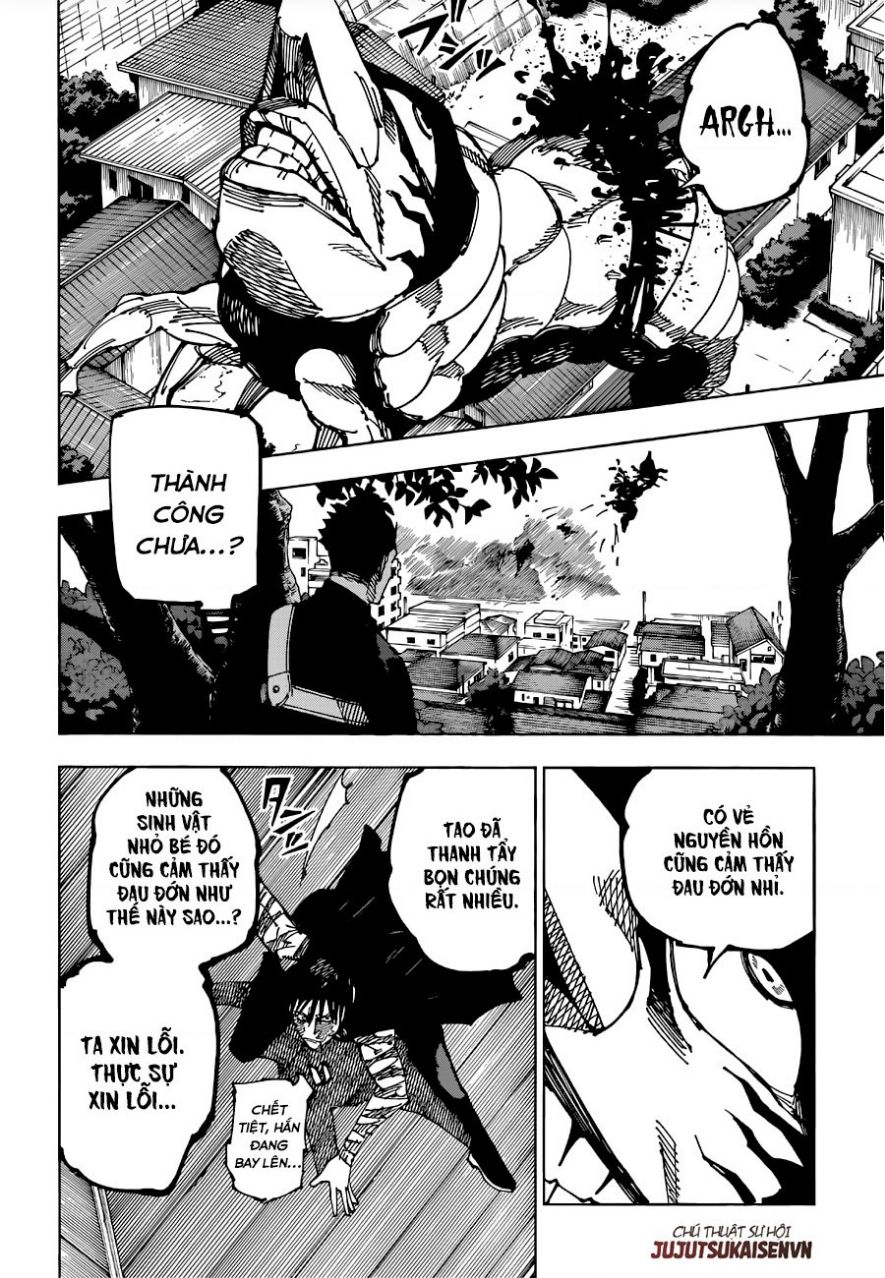 ARGH...
THÀNH
CÔNG
CHƯA...?
CÓ VẺ
NGUYỀN HỒN
CŨNG CẢM THẤY
ĐAU ĐỚN NHỈ.
TAO ĐÃ
THANH TẨY
BỌN CHÚNG
RẤT NHIỀU.
NHỮNG
SINH VẬT
NHỎ BÉ ĐÓ
CŨNG CẢM THẤY
ĐAU ĐỚN NHƯ
THẾ NÀY SAO...?
TA XIN LỖI.
THỰC SỰ
XIN LỖI...
CHẾT
TIỆT, HẮN
ĐANG
BAY LÊN...
CHÚ THUẬT SƯ HỘI
JUJUTSUKAISENVN